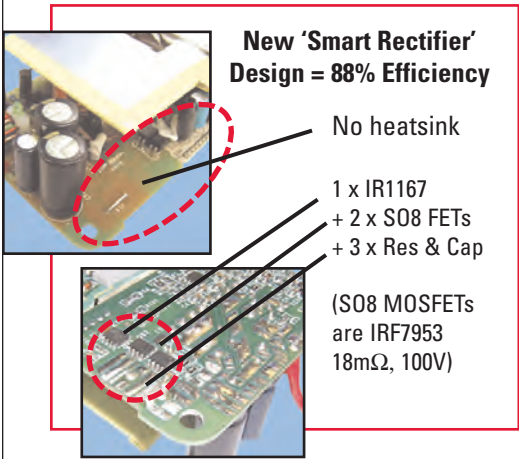 New ‘Smart Rectifier’
Design = 88% Efficiency
No heatsink
1 x IR1167
+ 2 x SO8 FETs
+ 3 x Res & Cap
(SO8 MOSFETs
are IRF7953
18mΩ, 100V)